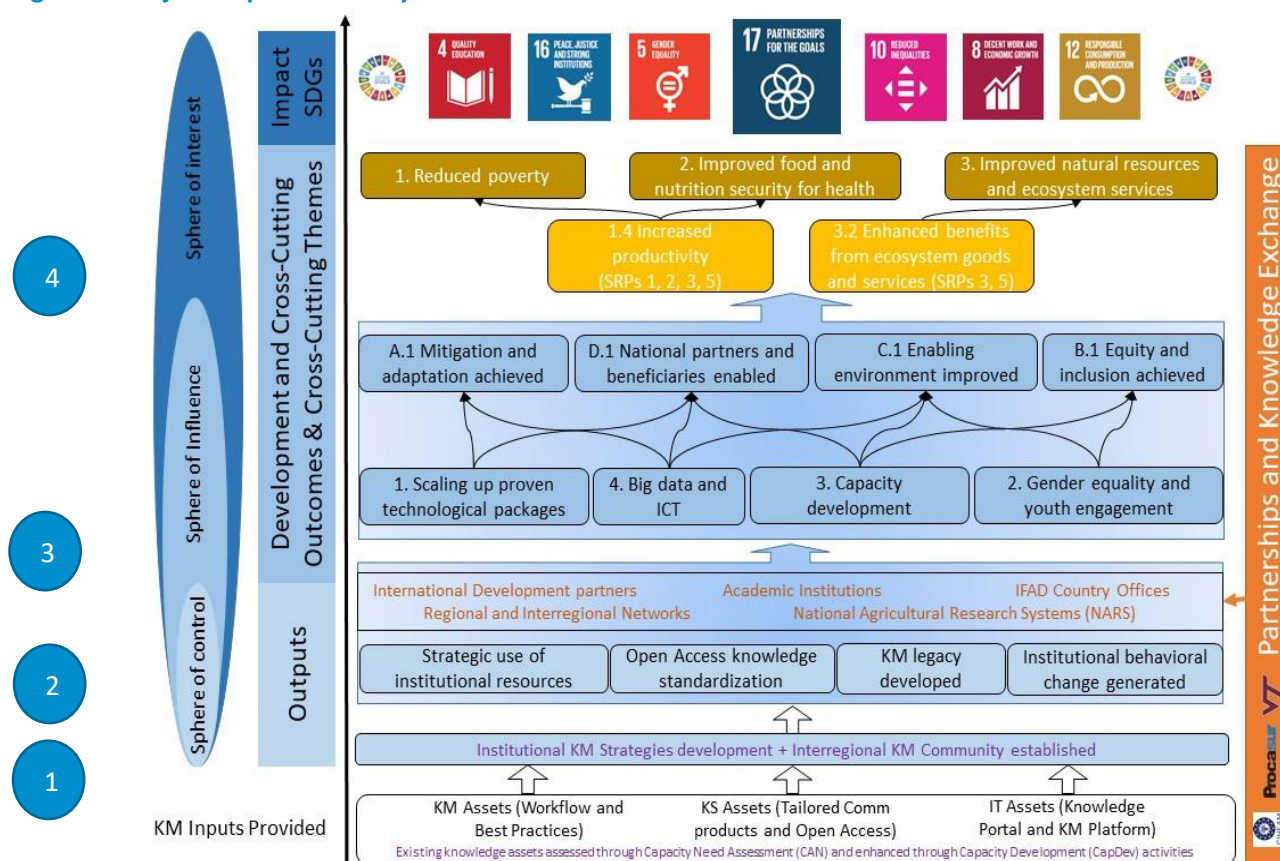 4 QUALITY
EDUCATION
16 PEACE, JUSTICE
AND STRONG
INSTITUTIONS
5 GENDER
EQUALITY
17 PARTNERSHIPS
FOR THE GOALS
10 REDUCED
INEQUALITIES
8 DECENT WORK AND
ECONOMIC GROWTH
12 RESPONSIBLE
CONSUMPTION
AND PRODUCTION
Impact
SDGs
Sphere of interest
1. Reduced poverty
2. Improved food and
nutrition security for health
3. Improved natural resources
and ecosystem services
1.4 Increased
productivity
(SRPs 1, 2, 3, 5)
3.2 Enhanced benefits
from ecosystem goods
and services (SRPs 3, 5)
4
Development and Cross-Cutting
Outcomes & Cross-Cutting Themes
Sphere of Influence
A.1 Mitigation and
adaptation achieved
D.1 National partners and
beneficiaries enabled
C.1 Enabling
environment improved
B.1 Equity and
inclusion achieved
1. Scaling up proven
technological packages
4. Big data and
ICT
3. Capacity
development
2. Gender equality and
youth engagement
3
Sphere of control
Outputs
International Development partners
Academic Institutions
IFAD Country Offices
Regional and Interregional Networks
National Agricultural Research Systems (NARS)
Strategic use of
institutional resources
Open Access knowledge
standardization
KM legacy
developed
Institutional behavioral
change generated
2
Institutional KM Strategies development + Interregional KM Community established
1
KM Inputs Provided
KM Assets (Workflow and
Best Practices)
KS Assets (Tailored Comm
products and Open Access)
IT Assets (Knowledge
Portal and KM Platform)
Existing knowledge assets assessed through Capacity Need Assessment (CAN) and enhanced through Capacity Development (CapDev) activities
Partnerships and Knowledge Exchange
VT
Procasur